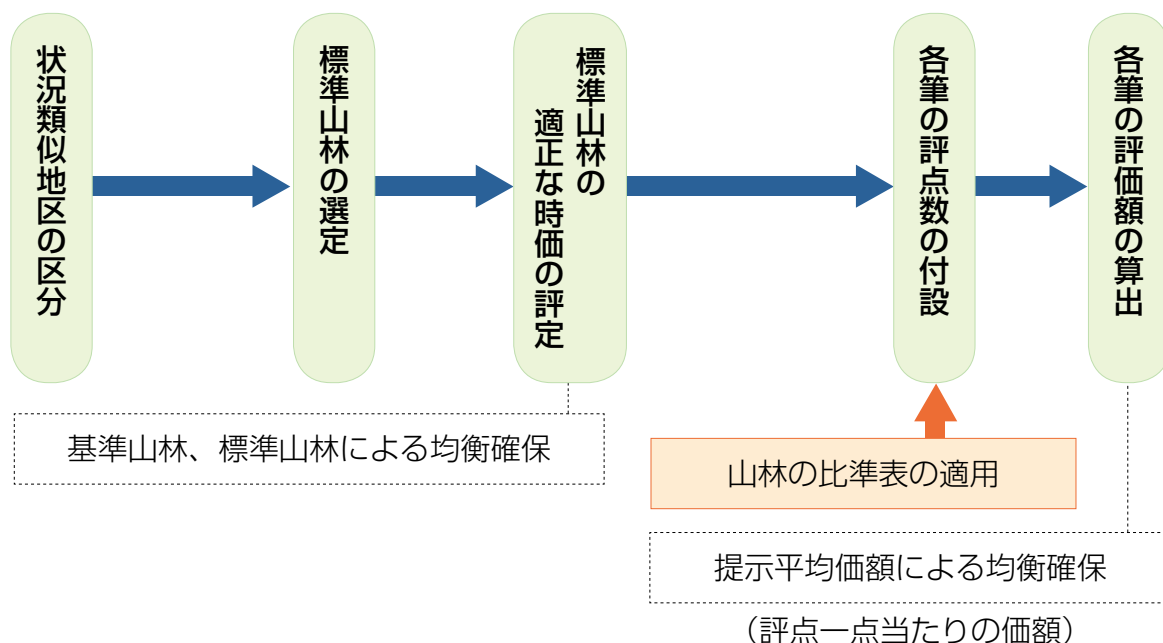 状況類似地区の区分
標準山林の選定
標準山林の
適正な時価の評定
各筆の評点数の付設
各筆の評価額の算出
基準山林、標準山林による均衡確保
山林の比準表の適用
提示平均価額による均衡確保
（評点一点当たりの価額）